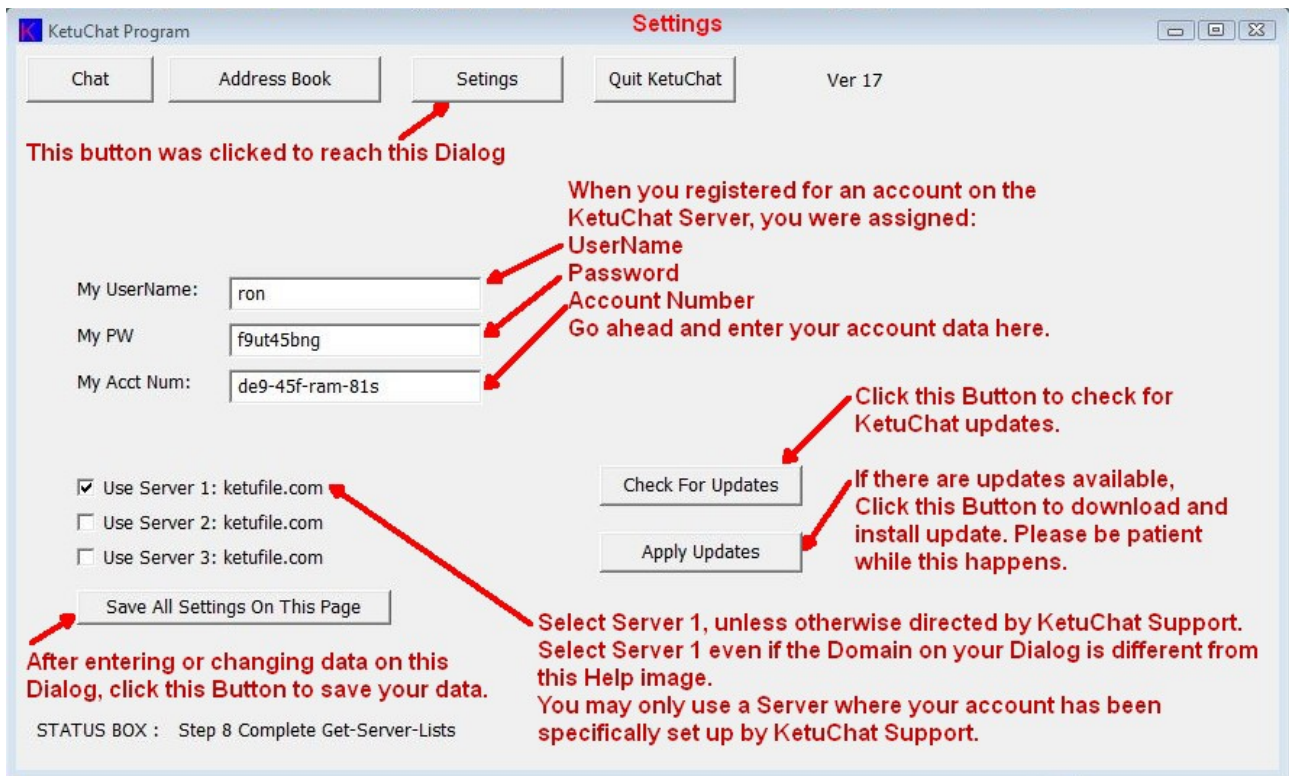 KetuChat Program
Settings
Chat
Address Book
Setings
Quit KetuChat
Ver 17
This button was clicked to reach this Dialog
When you registered for an account on the
KetuChat Server, you were assigned:
UserName
Password
Account Number
Go ahead and enter your account data here.
My UserName:
ron
My PW
f9ut45bng
My Acct Num:
de9-45f-ram-81s
Click this Button to check for
KetuChat updates.
Use Server 1: ketufile.com
Use Server 2: ketufile.com
Use Server 3: ketufile.com
Check For Updates
Apply Updates
If there are updates available,
Click this Button to download and
install update. Please be patient
while this happens.
Save All Settings On This Page
After entering or changing data on this
Dialog, click this Button to save your data.
Select Server 1, unless otherwise directed by KetuChat Support.
Select Server 1 even if the Domain on your Dialog is different from
this Help image.
You may only use a Server where your account has been
specifically set up by KetuChat Support.
STATUS BOX : Step 8 Complete Get-Server-Lists